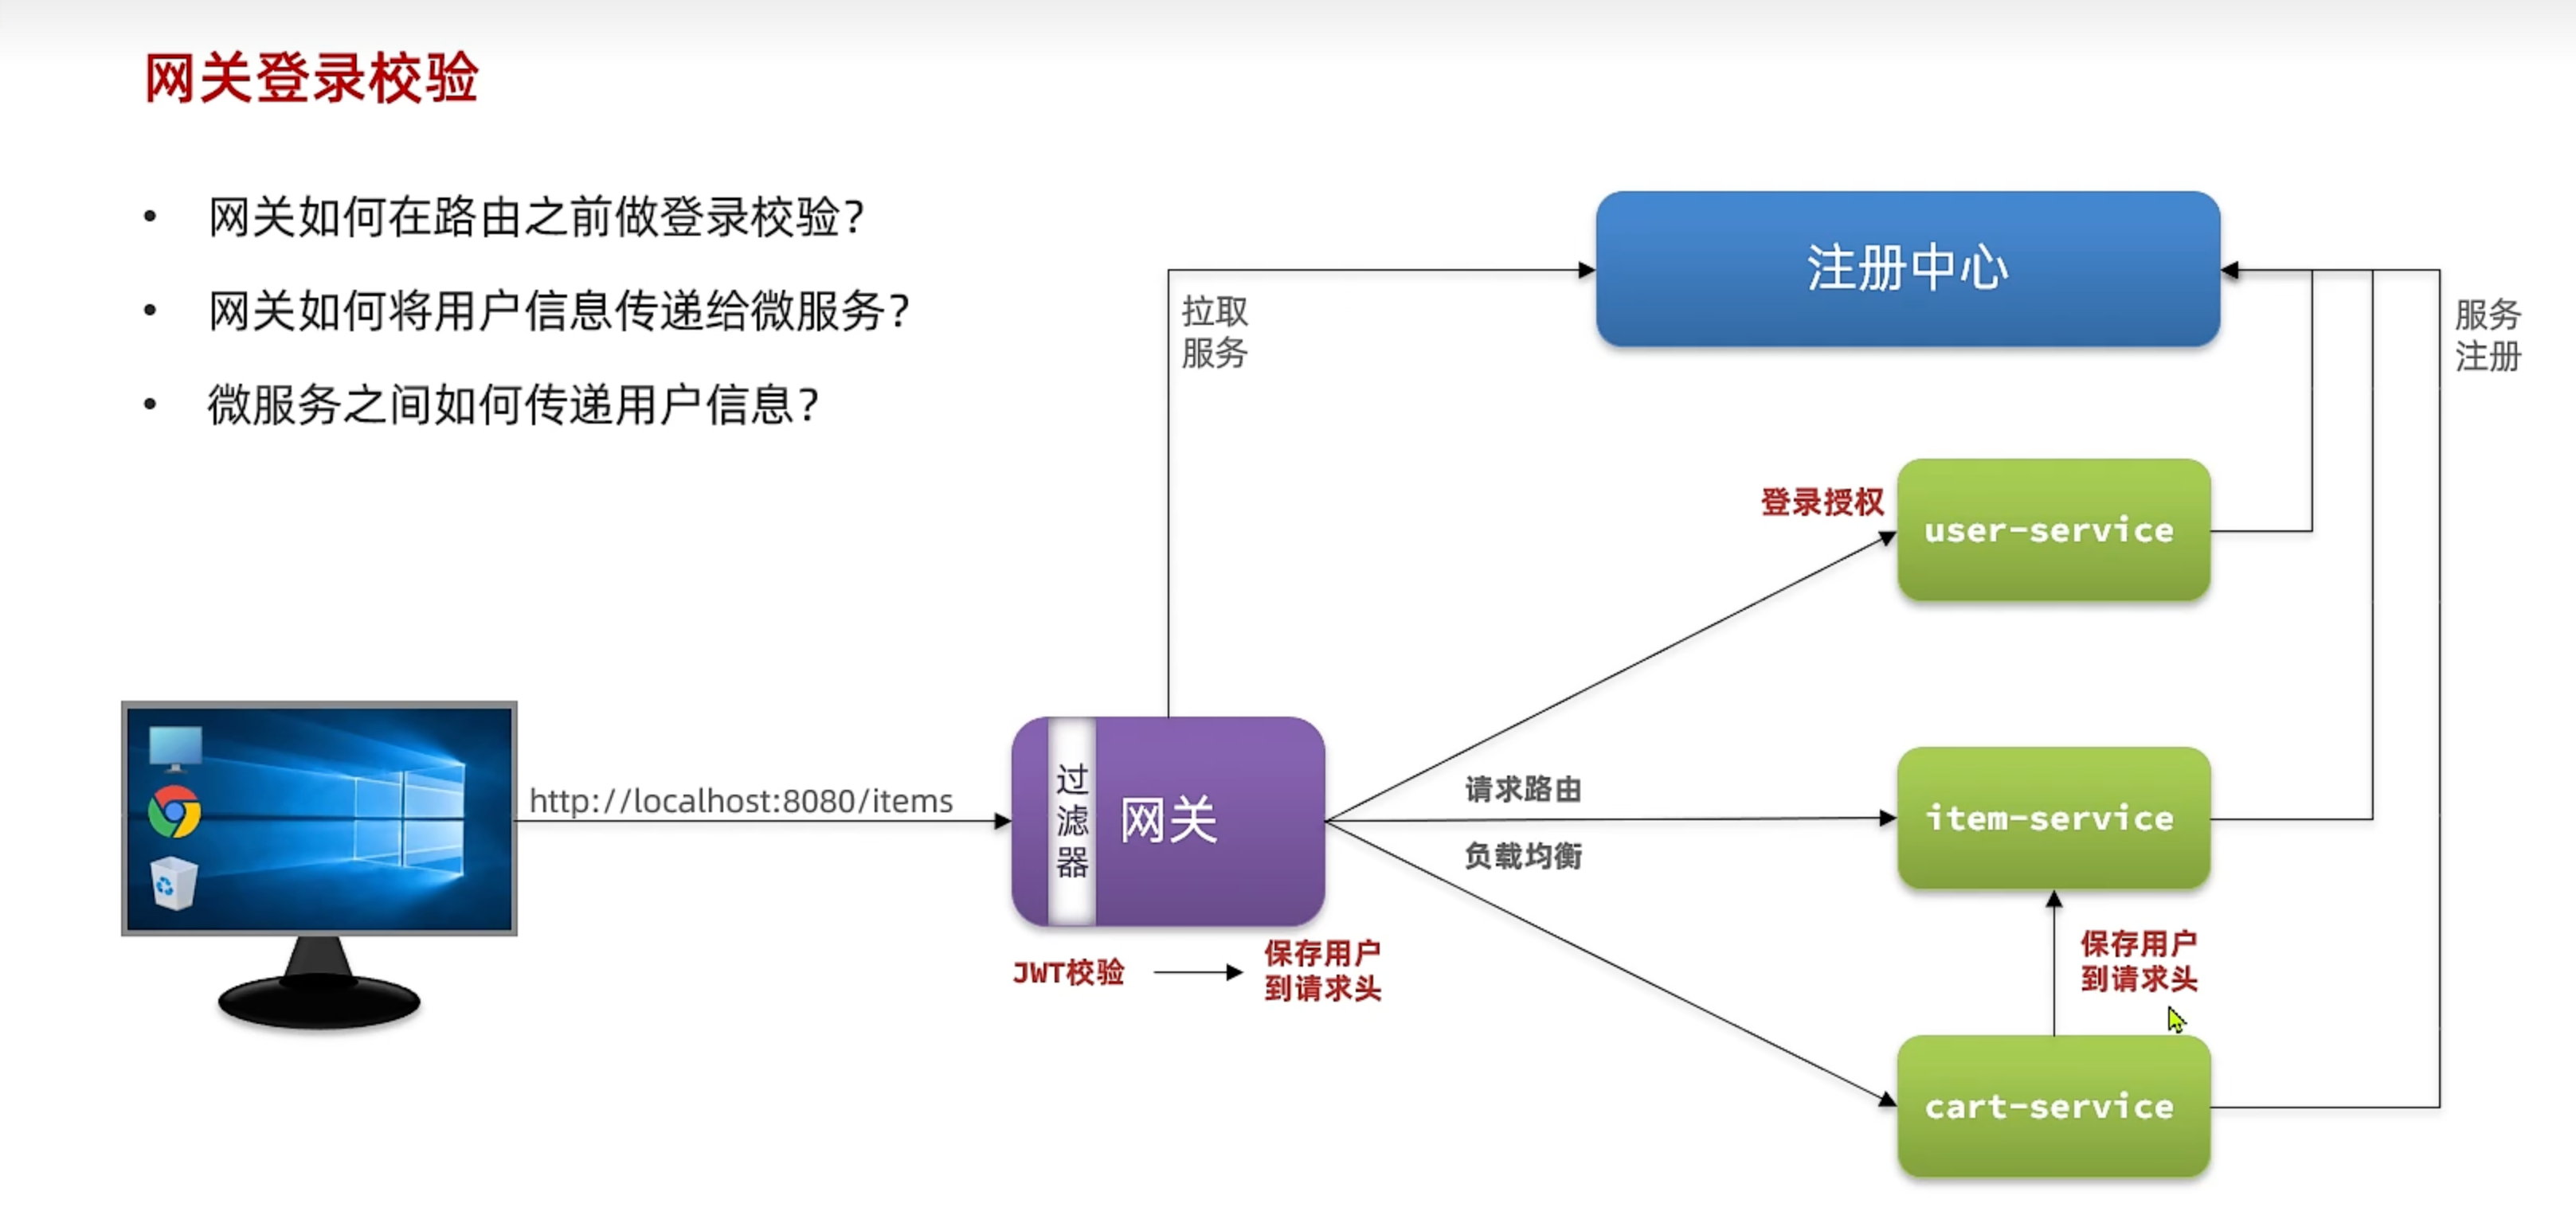 网关登录校验
• 网关如何在路由之前做登录校验?
• 网关如何将用户信息传递给微服务?
• 微服务之间如何传递用户信息?
注册中心
拉取
服务
服务
注册
登录授权
user-service
http://localhost:8080/items
过
滤
器
网关
请求路由
负载均衡
item-service
JWT校验
保存用户
到请求头
保存用户
到请求头
cart-service